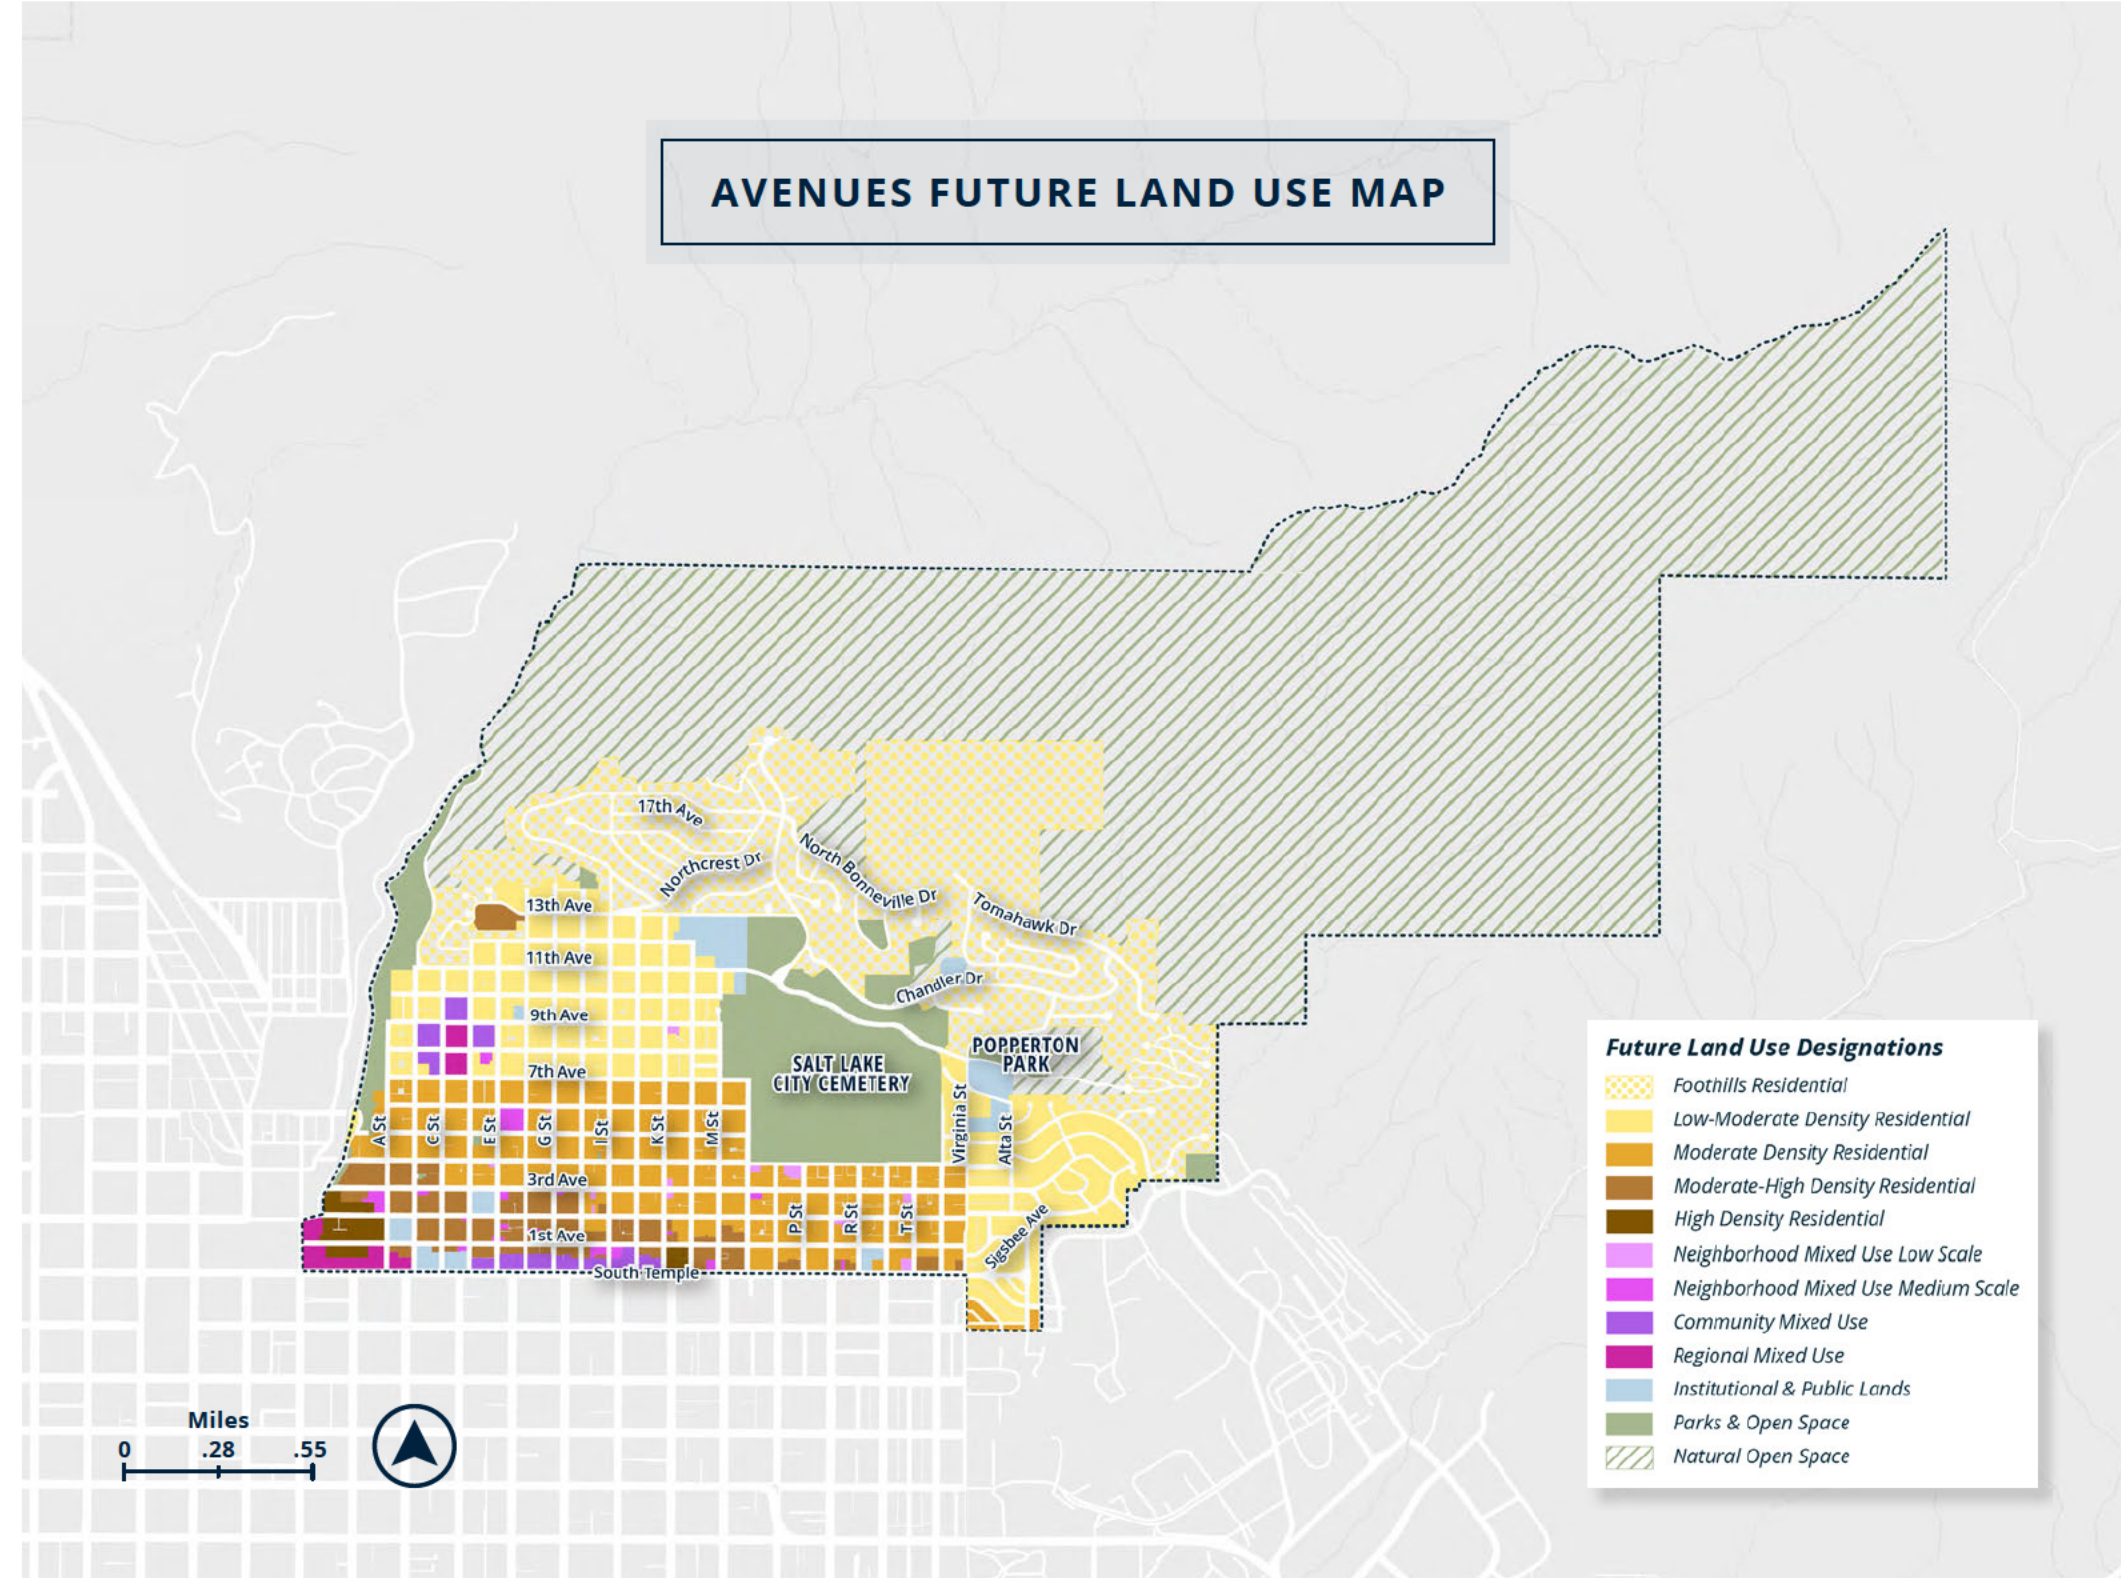 AVENUES FUTURE LAND USE MAP
17th Ave
Northcrest Dr
North Bonneville Dr
13th Ave
Tomahawk Dr
11th Ave
Chandler Dr
9th Ave
POPPERTON
PARK
SALT LAKE
CITY CEMETERY
7th Ave
A St
C St
E St
G St
I St
K St
M St
Virginia St
Alta St
3rd Ave
P St
R St
T St
1st Ave
Sigsbee Ave
South Temple
Future Land Use Designations
Foothills Residential
Low-Moderate Density Residential
Moderate Density Residential
Moderate-High Density Residential
High Density Residential
Neighborhood Mixed Use Low Scale
Neighborhood Mixed Use Medium Scale
Community Mixed Use
Regional Mixed Use
Institutional & Public Lands
Parks & Open Space
Natural Open Space
Miles
0 .28 .55